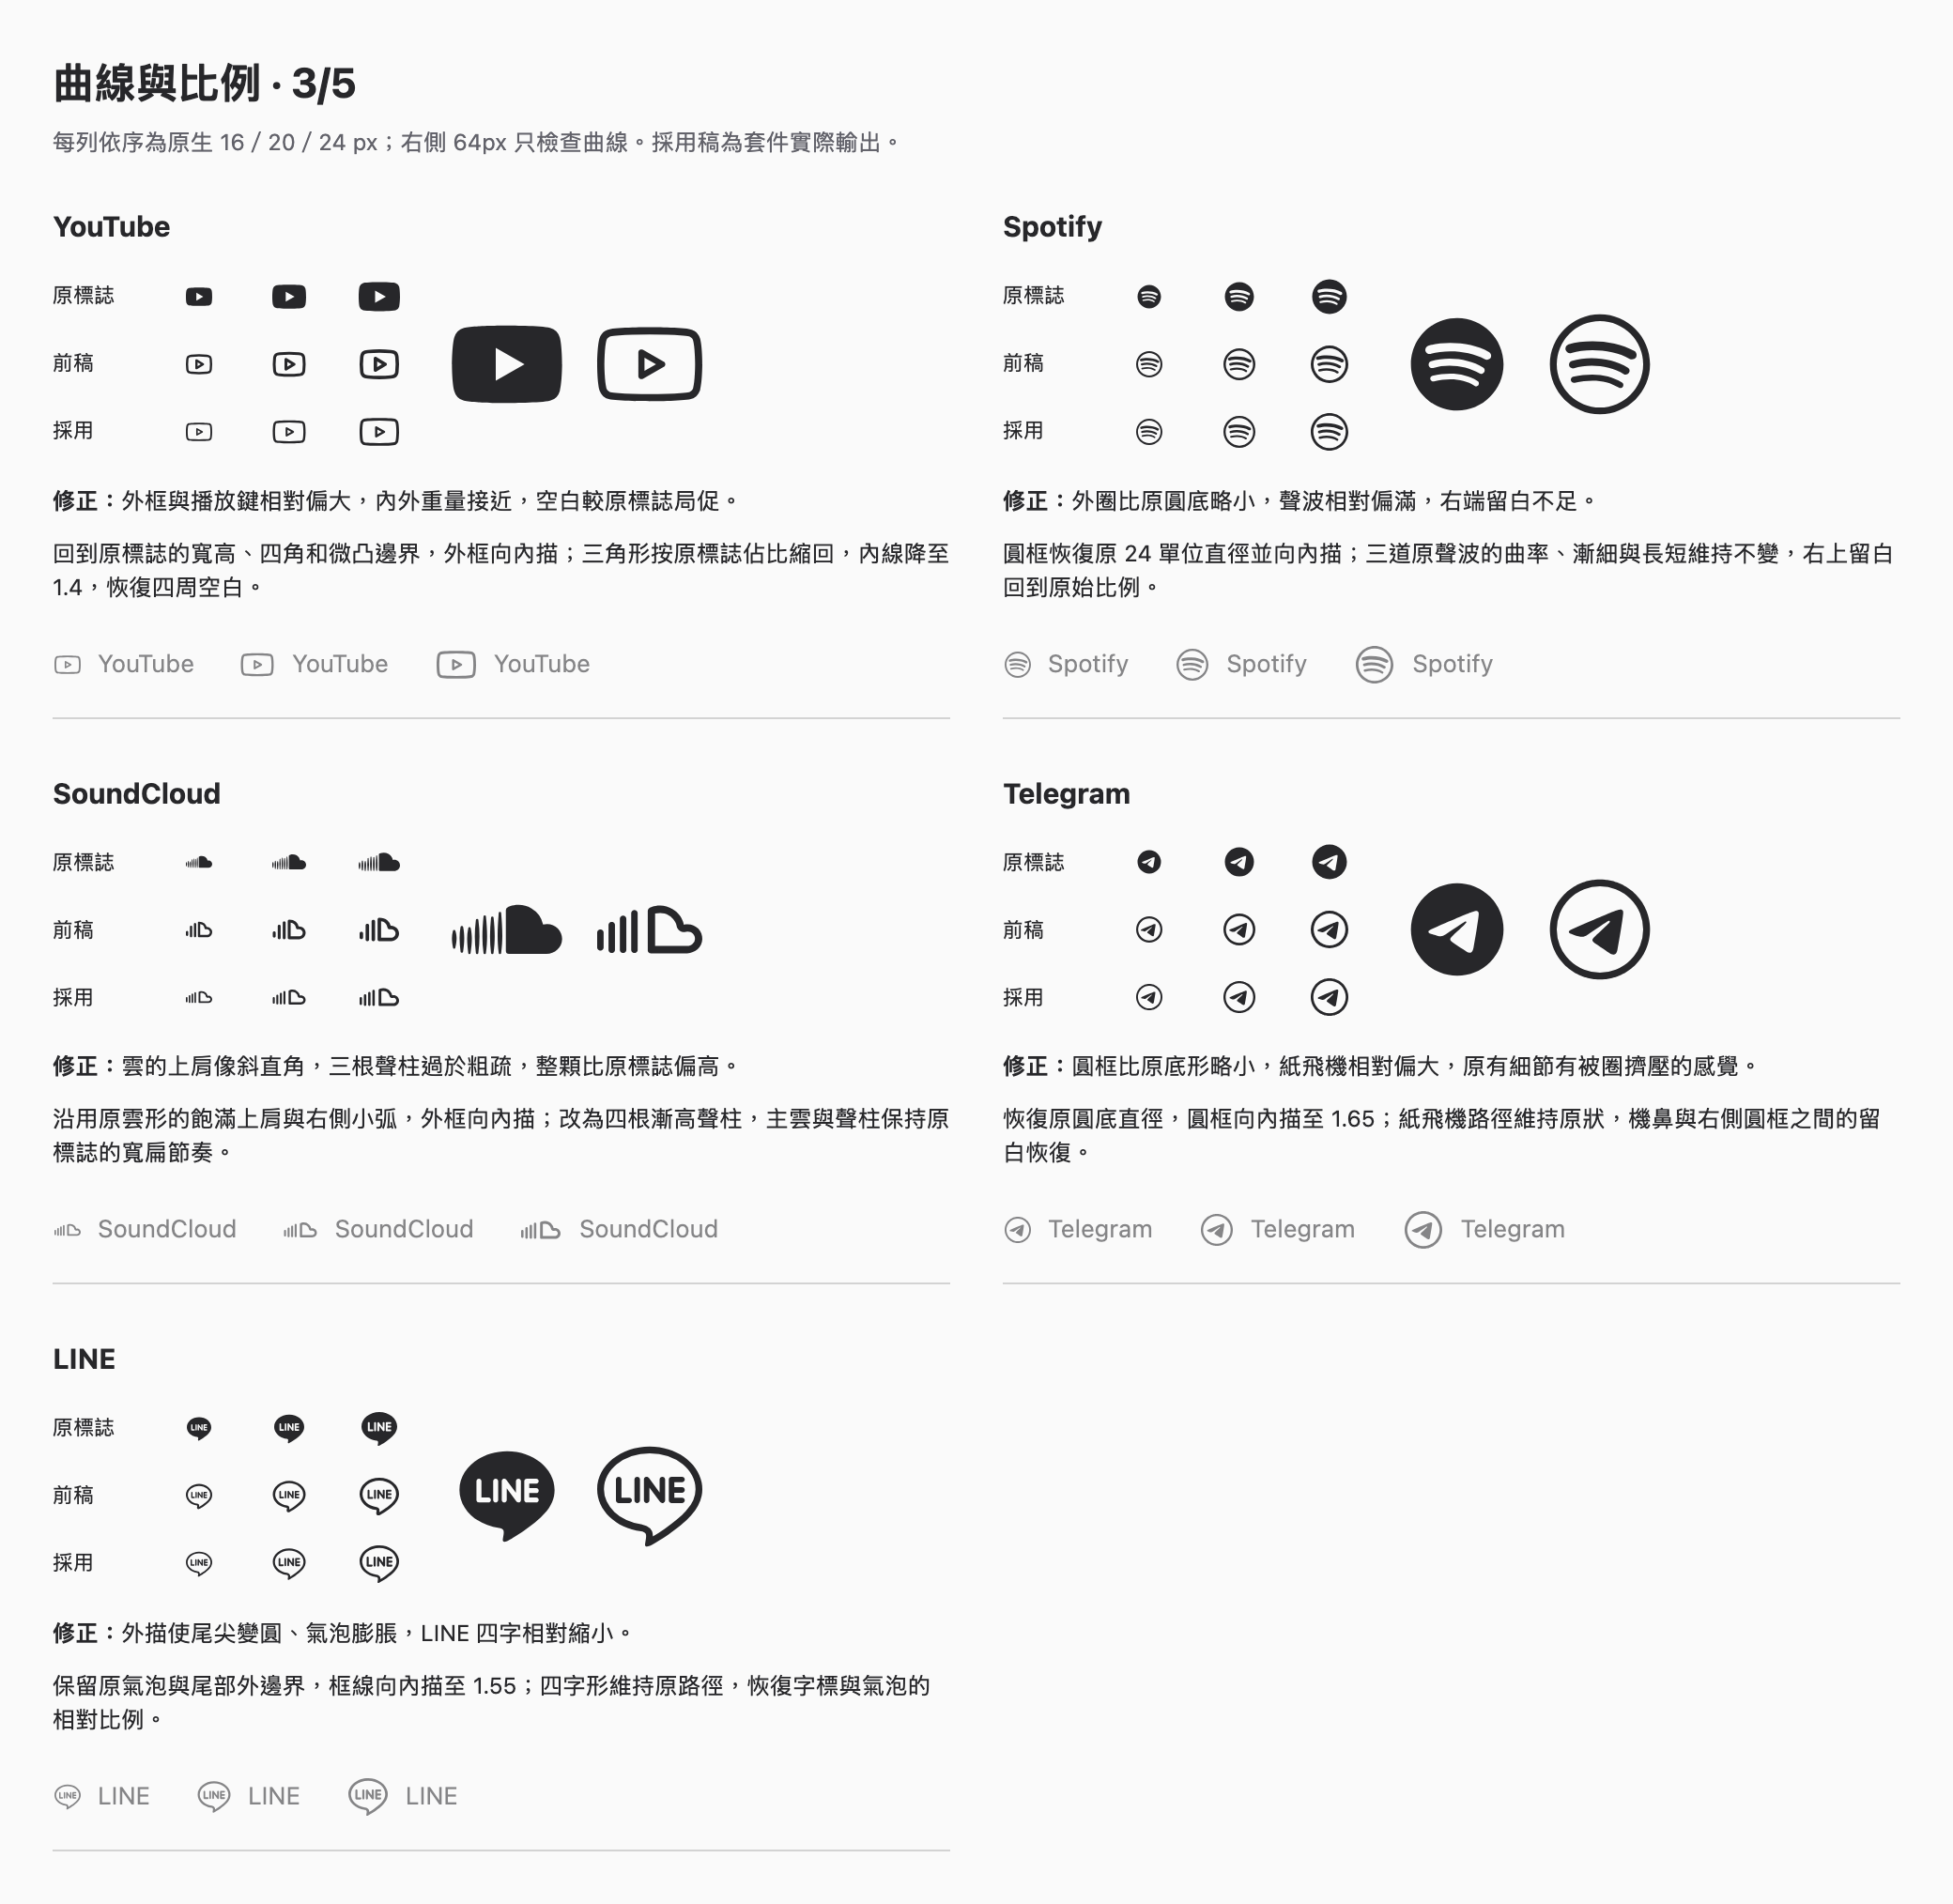 曲線與比例 · 3/5
每列依序為原生 16 / 20 / 24 px；右側 64px 只檢查曲線。採用稿為套件實際輸出。
YouTube
原標誌
前稿
採用
修正：外框與播放鍵相對偏大，內外重量接近，空白較原標誌局促。
回到原標誌的寬高、四角和微凸邊界，外框向內描；三角形按原標誌佔比縮回，內線降至
1.4，恢復四周空白。
YouTube YouTube YouTube
Spotify
原標誌
前稿
採用
修正：外圈比原圓底略小，聲波相對偏滿，右端留白不足。
圓框恢復原 24 單位直徑並向內描；三道原聲波的曲率、漸細與長短維持不變，右上留白
回到原始比例。
Spotify Spotify Spotify
SoundCloud
原標誌
前稿
採用
修正：雲的上肩像斜直角，三根聲柱過於粗疏，整顆比原標誌偏高。
沿用原雲形的飽滿上肩與右側小弧，外框向內描；改為四根漸高聲柱，主雲與聲柱保持原
標誌的寬扁節奏。
SoundCloud SoundCloud SoundCloud
Telegram
原標誌
前稿
採用
修正：圓框比原底形略小，紙飛機相對偏大，原有細節有被圈擠壓的感覺。
恢復原圓底直徑，圓框向內描至 1.65；紙飛機路徑維持原狀，機鼻與右側圓框之間的留
白恢復。
Telegram Telegram Telegram
LINE
原標誌 LINE LINE LINE
前稿 LINE LINE LINE
採用 LINE LINE LINE
LINE LINE
修正：外描使尾尖變圓、氣泡膨脹，LINE 四字相對縮小。
保留原氣泡與尾部外邊界，框線向內描至 1.55；四字形維持原路徑，恢復字標與氣泡的
相對比例。
LINE LINE LINE LINE LINE LINE